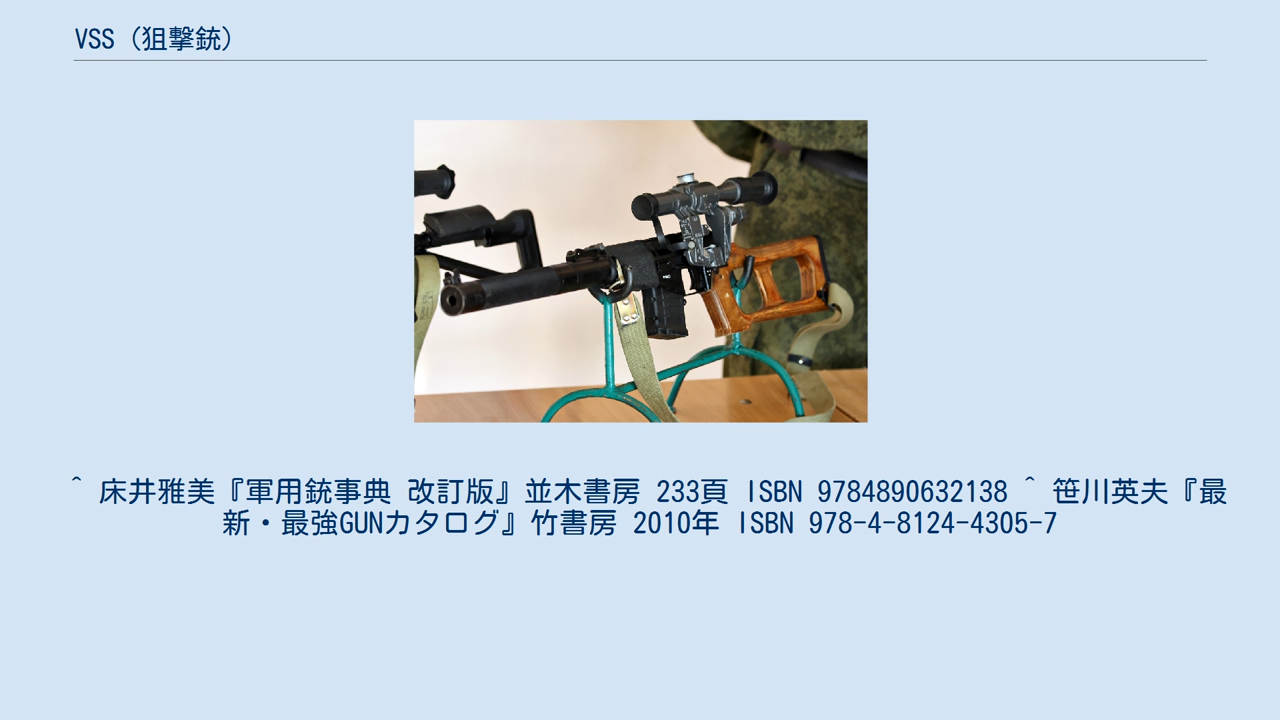 VSS (狙撃銃)
^ 床井雅美『軍用銃事典 改訂版』並木書房 233頁 ISBN 9784890632138 ^ 笹川英夫『最
新・最強GUNカタログ』竹書房 2010年 ISBN 978-4-8124-4305-7